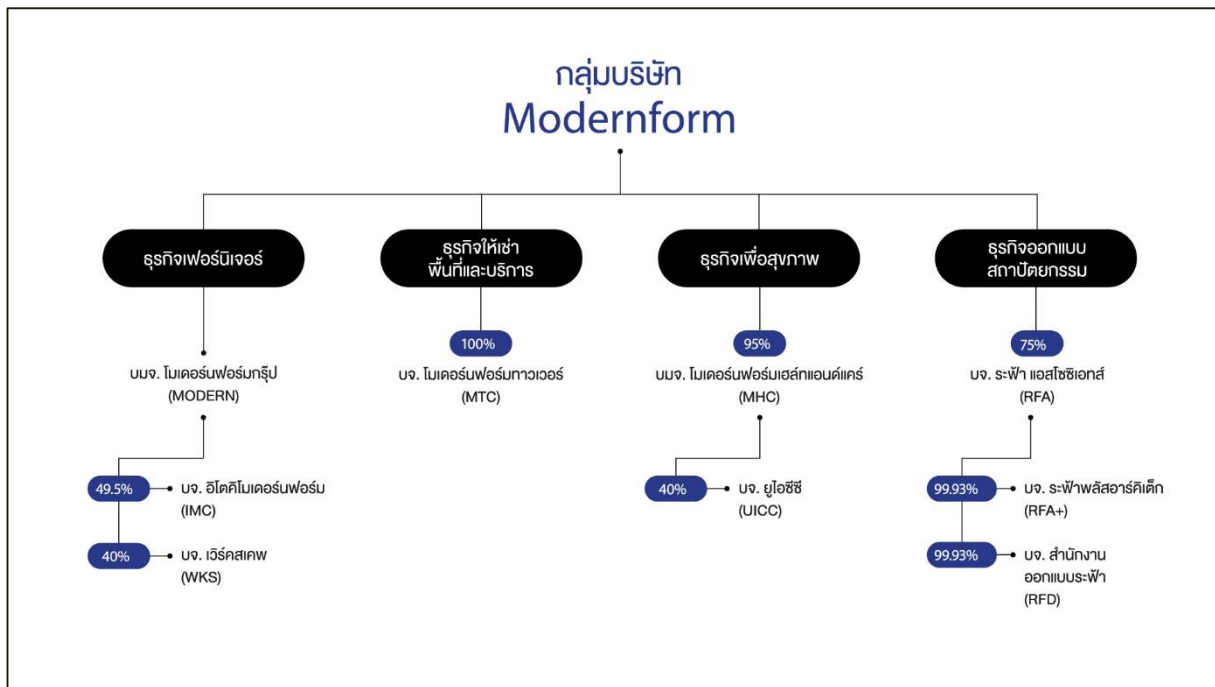 กลุ่มบริษัท
Modernform
ธุรกิจเฟอร์นิเจอร์
ธุรกิจให้เช่า
พื้นที่และบริการ
ธุรกิจเพื่อสุขภาพ
ธุรกิจออกแบบ
สถาปัตยกรรม
บมจ. โมเดอร์นฟอร์มกรุ๊ป
(MODERN)
49.5%
บจ. อิโตคิโมเดอร์นฟอร์ม
(IMC)
40%
บจ. เวิร์คสเคพ
(WKS)
100%
บจ. โมเดอร์นฟอร์มทาวเวอร์
(MTC)
95%
บมจ. โมเดอร์นฟอร์มเฮล์ทแอนด์แคร์
(MHC)
40%
บจ. ยูไอซีซี
(UICC)
75%
บจ. ระฟ้า แอสโซซิเอทส์
(RFA)
99.93%
บจ. ระฟ้าพลัสอาร์คิเต็ก
(RFA+)
99.93%
บจ. สำนักงาน
ออกแบบระฟ้า
(RFD)